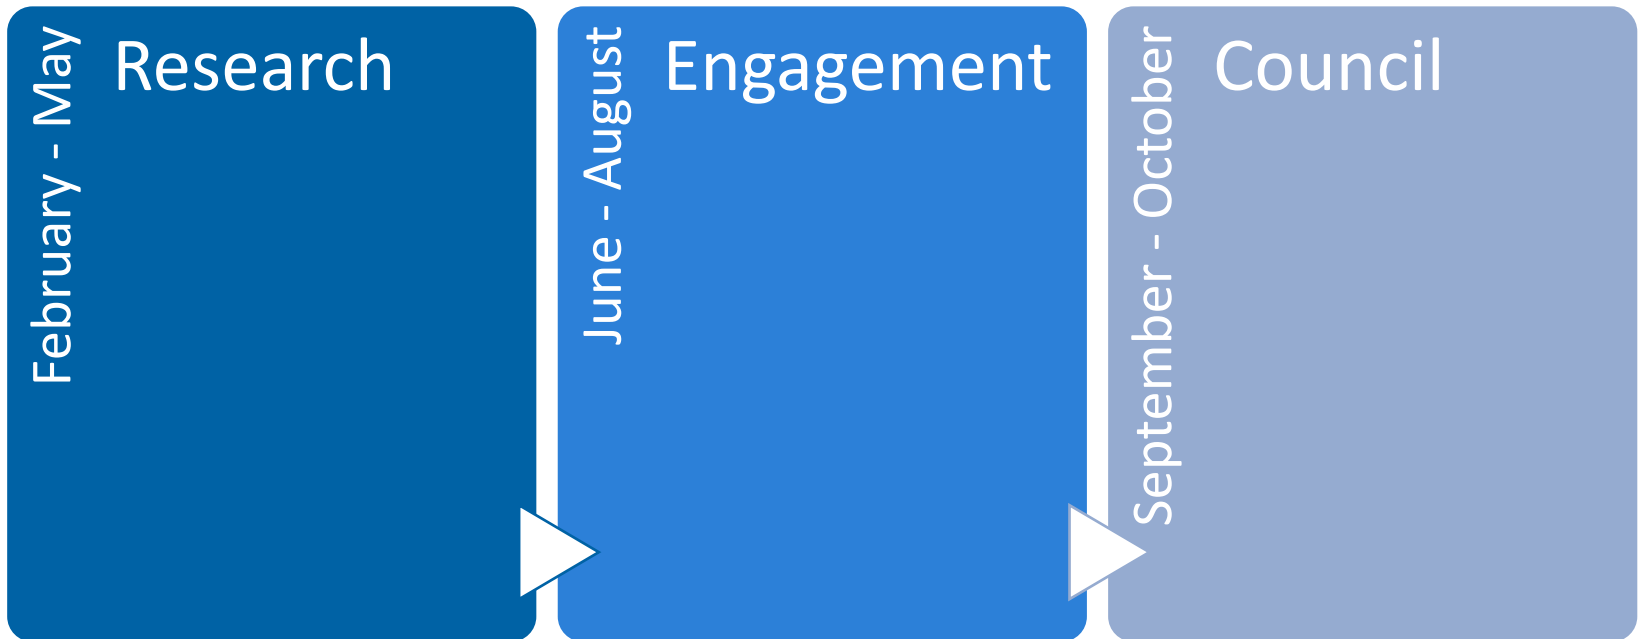 February - May
Research
June - August
Engagement
September - October
Council